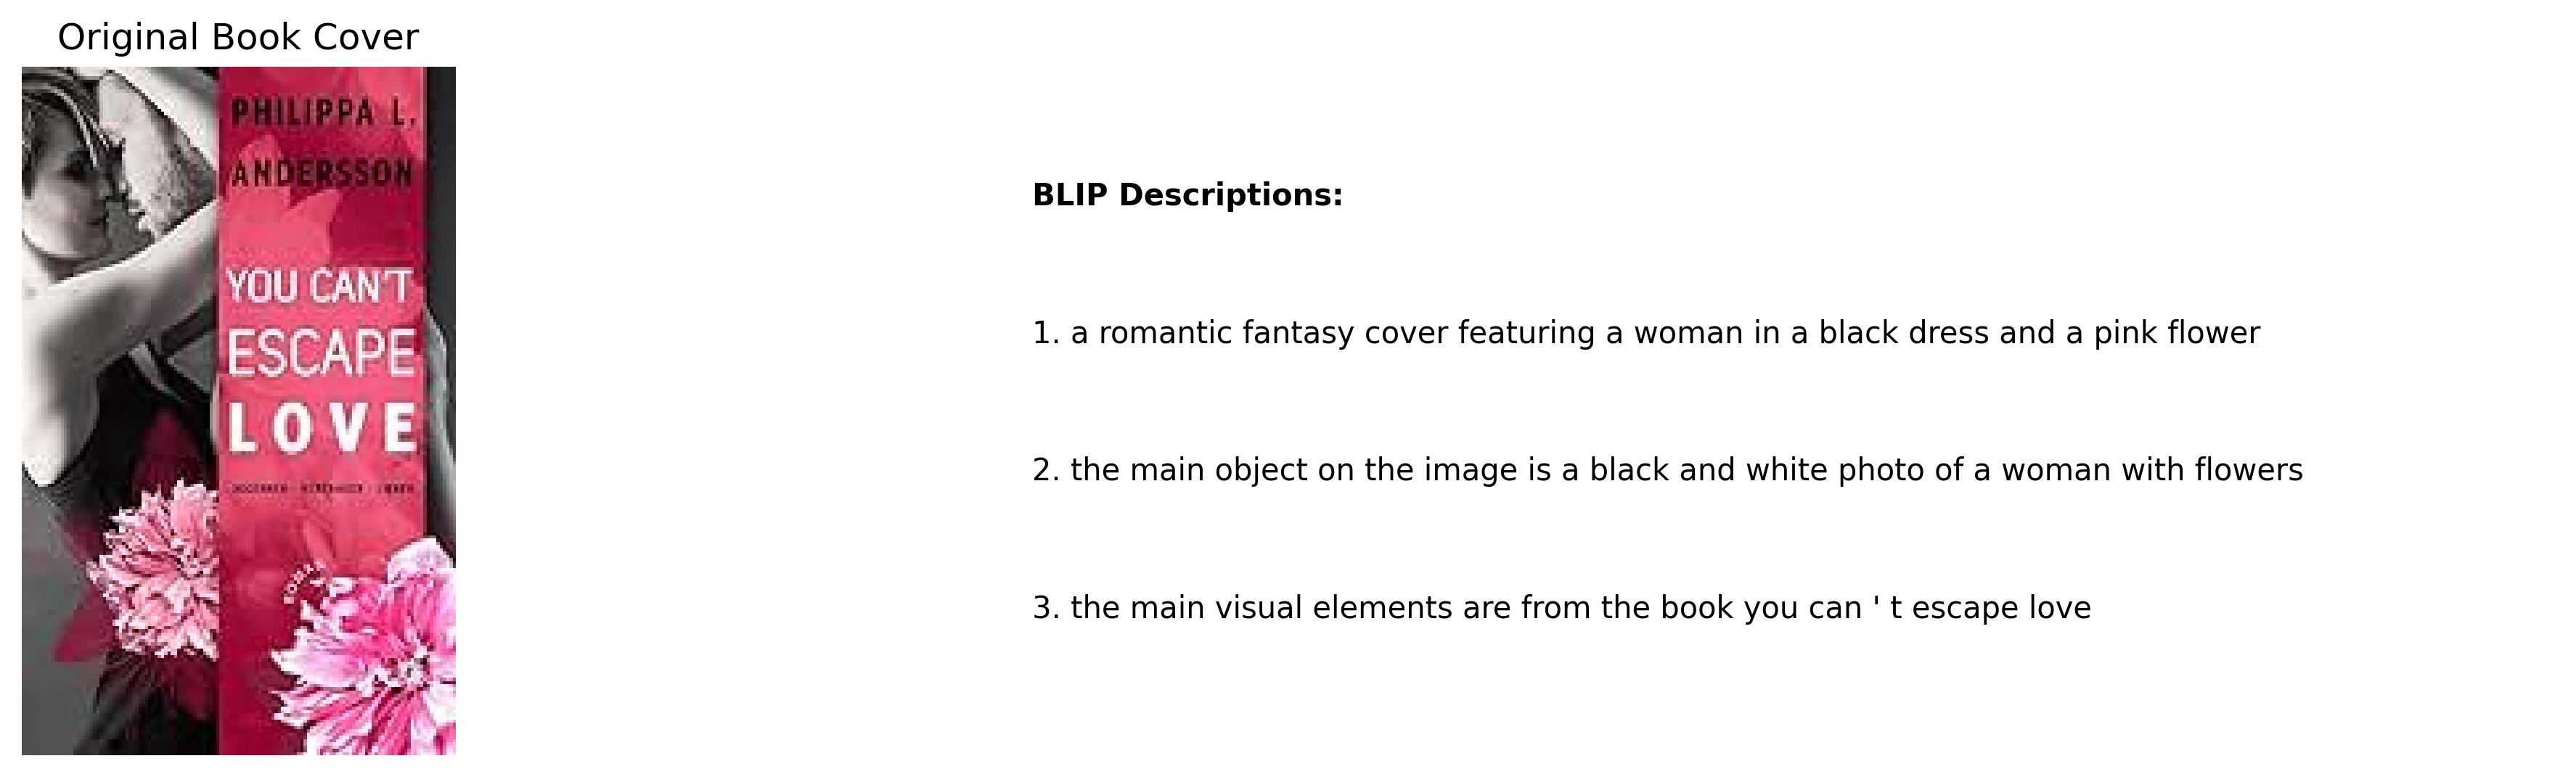 Original Book Cover
PHILIPPA L.
ANDERSSON
YOU CAN'T
ESCAPE
LOVE
BLIP Descriptions:
1. a romantic fantasy cover featuring a woman in a black dress and a pink flower
2. the main object on the image is a black and white photo of a woman with flowers
3. the main visual elements are from the book you can ' t escape love